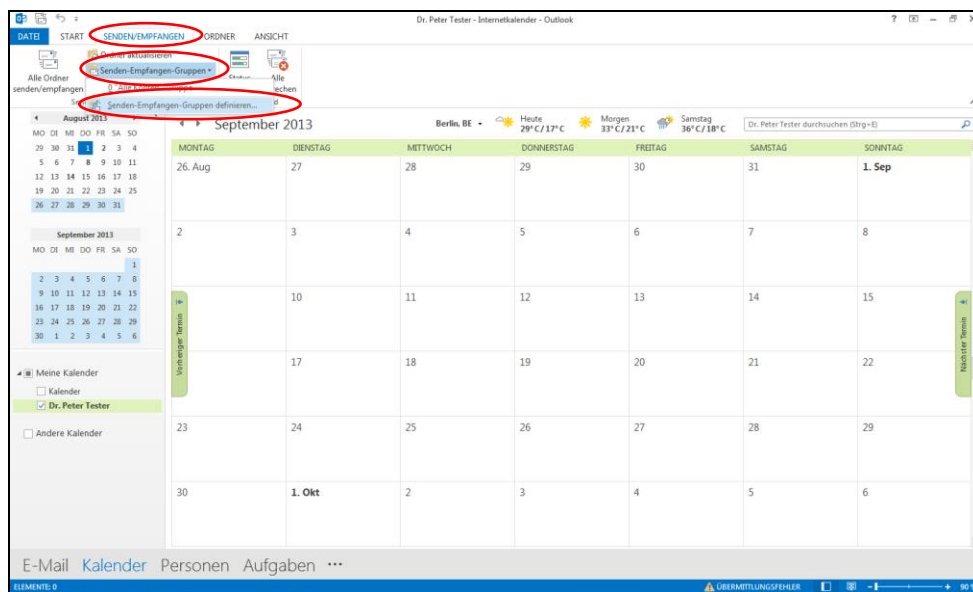 Dr. Peter Tester - Internetkalender - Outlook
DATEI START SENDEN/EMPFANGEN ORDNER ANSICHT
Ordner aktualisieren
Senden-Empfangen-Gruppen
Alle Ordner senden/empfangen
Status
Alle
Senden-Empfangen-Gruppen definieren...
August 2013
MO DI MI DO FR SA SO
29 30 31 1 2 3 4
5 6 7 8 9 10 11
12 13 14 15 16 17 18
19 20 21 22 23 24 25
26 27 28 29 30 31
September 2013
MO DI MI DO FR SA SO
1
2 3 4 5 6 7 8
9 10 11 12 13 14 15
16 17 18 19 20 21 22
23 24 25 26 27 28 29
30 1 2 3 4 5 6
Meine Kalender
Kalender
Dr. Peter Tester
Andere Kalender
September 2013
Berlin, BE
Heute
29°C/17°C
Morgen
33°C/21°C
Samstag
36°C/18°C
Dr. Peter Tester durchsuchen (Strg+E)
MONTAG DIENSTAG MITTWOCH DONNERSTAG FREITAG SAMSTAG SONNTAG
26. Aug 27 28 29 30 31 1. Sep
2 3 4 5 6 7 8
10 11 12 13 14 15
17 18 19 20 21 22
23 24 25 26 27 28 29
30 1. Okt 2 3 4 5 6
Vorheriger Termin
Nächster Termin
E-Mail Kalender Personen Aufgaben ···
ELEMENTE: 0
ÜBERMITTLUNGSFEHLER
90